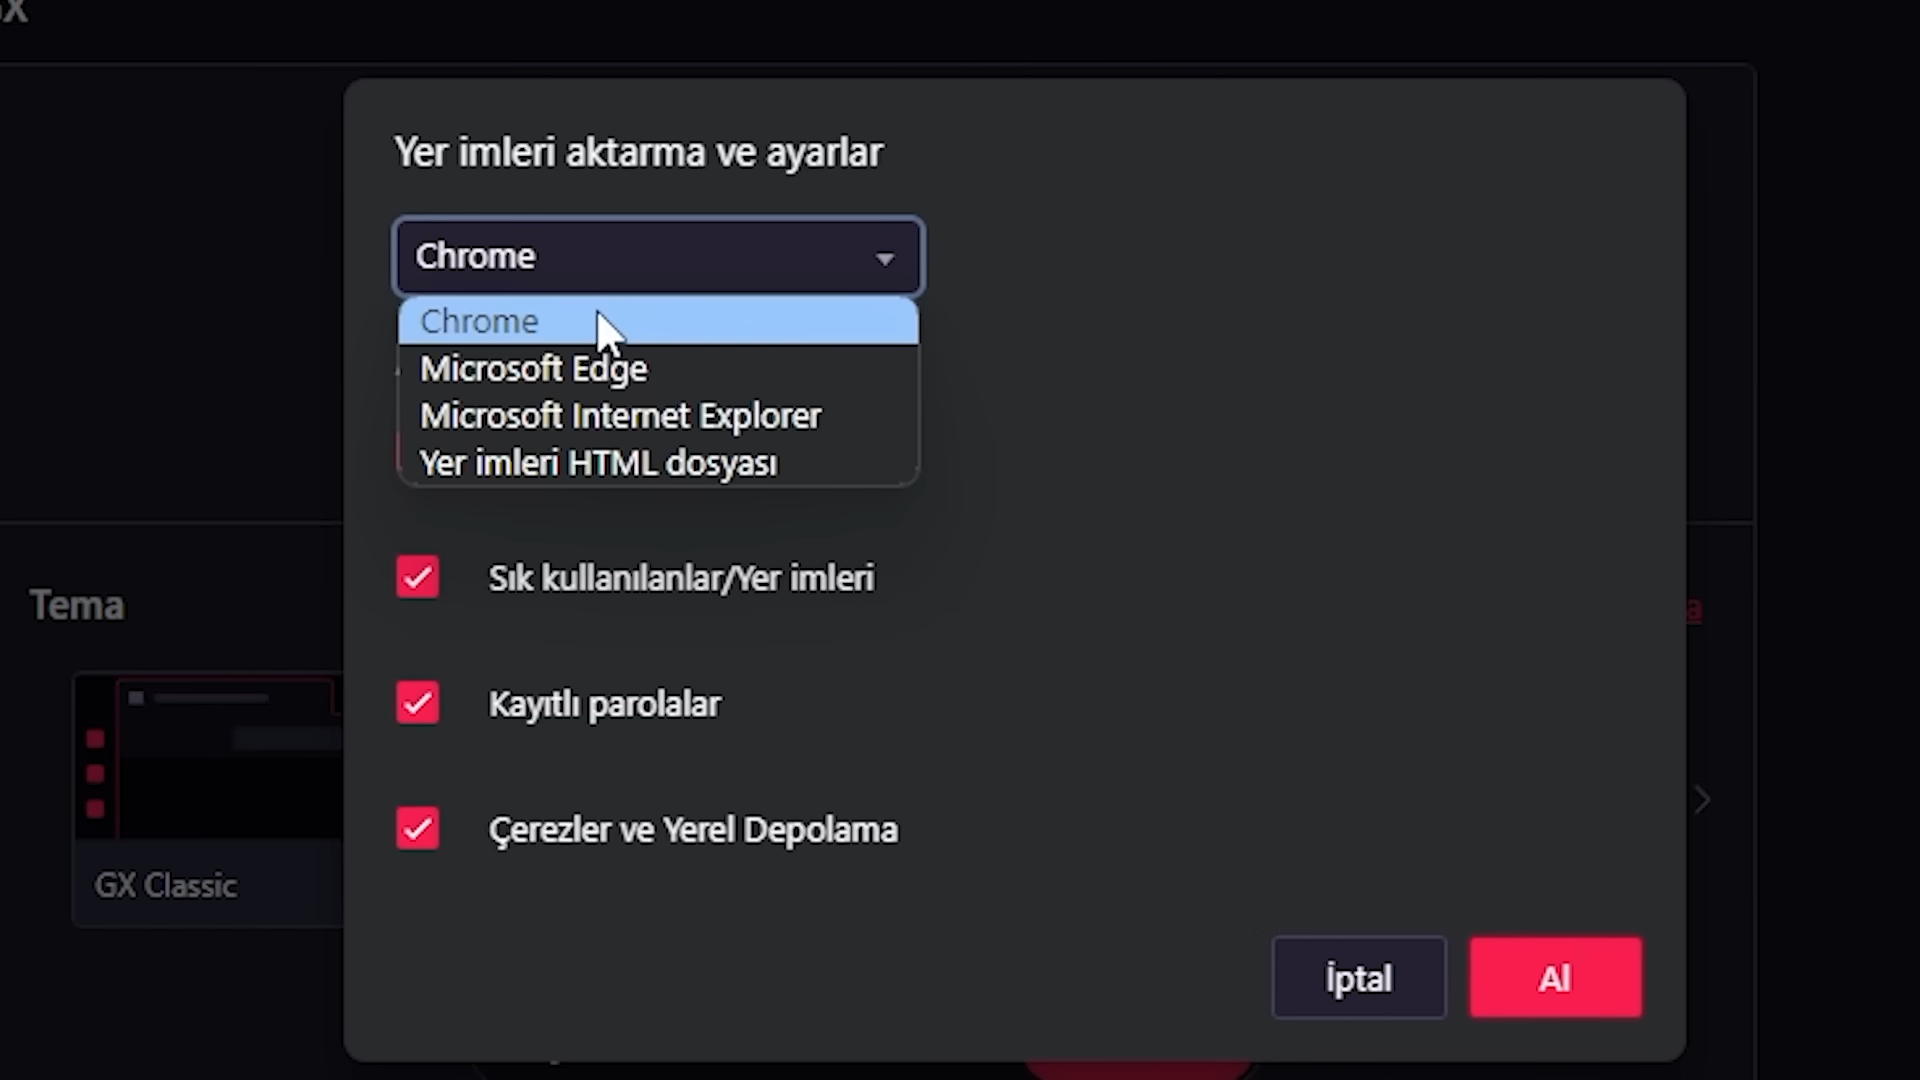 GX
Yer imleri aktarma ve ayarlar
Chrome
Chrome
Microsoft Edge
Microsoft Internet Explorer
Yer imleri HTML dosyası
Sık kullanılanlar/Yer imleri
Tema
Kayıtlı parolalar
Çerezler ve Yerel Depolama
GX Classic
İptal
Al